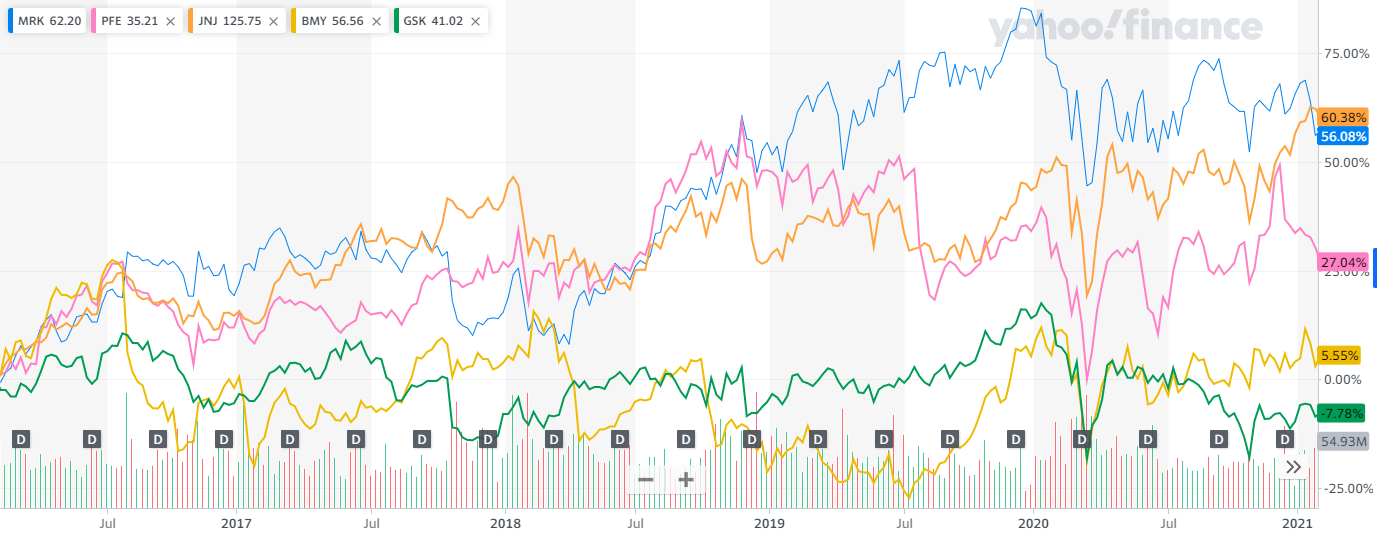 MRK 62.20 PFE 35.21 × JNJ 125.75 × BMY 56.56 × GSK 41.02 ×
yahoo!finance
75.00%
60.38%
56.08%
50.00%
27.04%
25.00%
5.55%
0.00%
-7.78%
D D D D D D D D D D D D D D D D D D D D
54.93M
-25.00%
Jul 2017 Jul 2018 Jul 2019 Jul 2020 Jul 2021